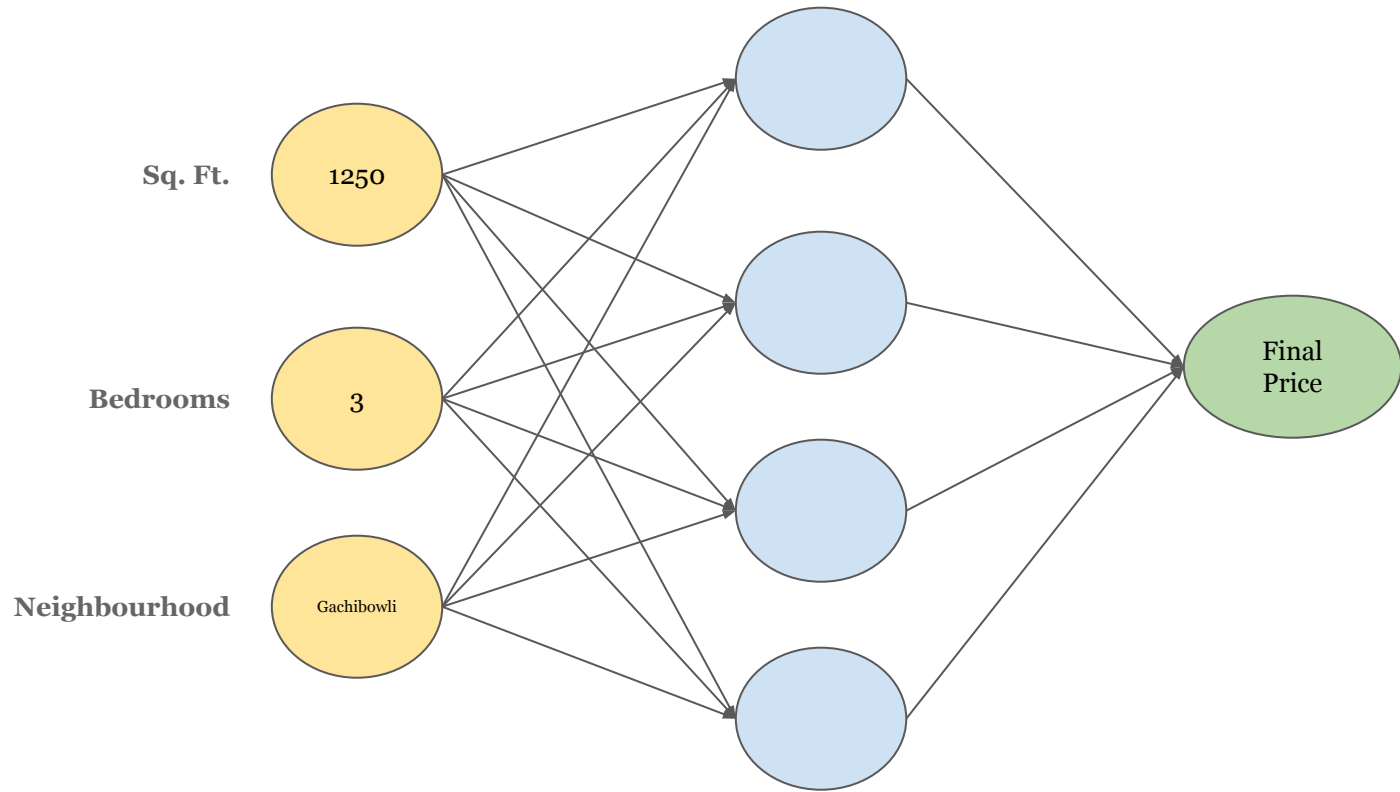 Sq. Ft.
1250
Bedrooms
3
Neighbourhood
Gachibowli
Final
Price